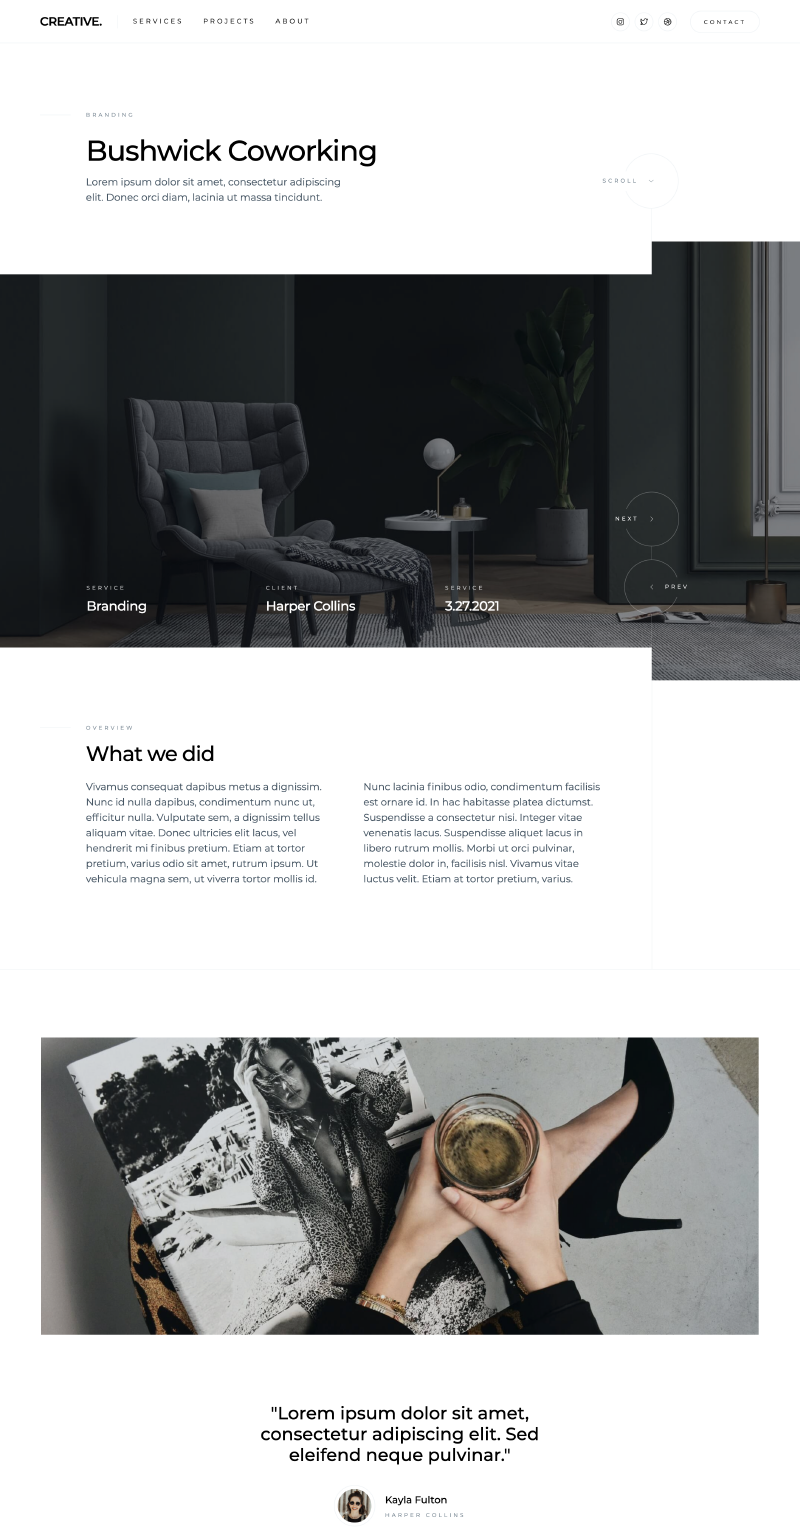 CREATIVE.
SERVICES PROJECTS ABOUT
CONTACT
BRANDING
Bushwick Coworking
Lorem ipsum dolor sit amet, consectetur adipiscing
elit. Donec orci diam, lacinia ut massa tincidunt.
SCROLL
NEXT
PREV
SERVICE
Branding
CLIENT
Harper Collins
SERVICE
3.27.2021
OVERVIEW
What we did
Vivamus consequat dapibus metus a dignissim.
Nunc id nulla dapibus, condimentum nunc ut,
efficitur nulla. Vulputate sem, a dignissim tellus
aliquam vitae. Donec ultricies elit lacus, vel
hendrerit mi finibus pretium. Etiam at tortor
pretium, varius odio sit amet, rutrum ipsum. Ut
vehicula magna sem, ut viverra tortor mollis id.
Nunc lacinia finibus odio, condimentum facilisis
est ornare id. In hac habitasse platea dictumst.
Suspendisse a consectetur nisi. Integer vitae
venenatis lacus. Suspendisse aliquet lacus in
libero rutrum mollis. Morbi ut orci pulvinar,
molestie dolor in, facilisis nisl. Vivamus vitae
luctus velit. Etiam at tortor pretium, varius.
"Lorem ipsum dolor sit amet,
consectetur adipiscing elit. Sed
eleifend neque pulvinar."
Kayla Fulton
HARPER COLLINS